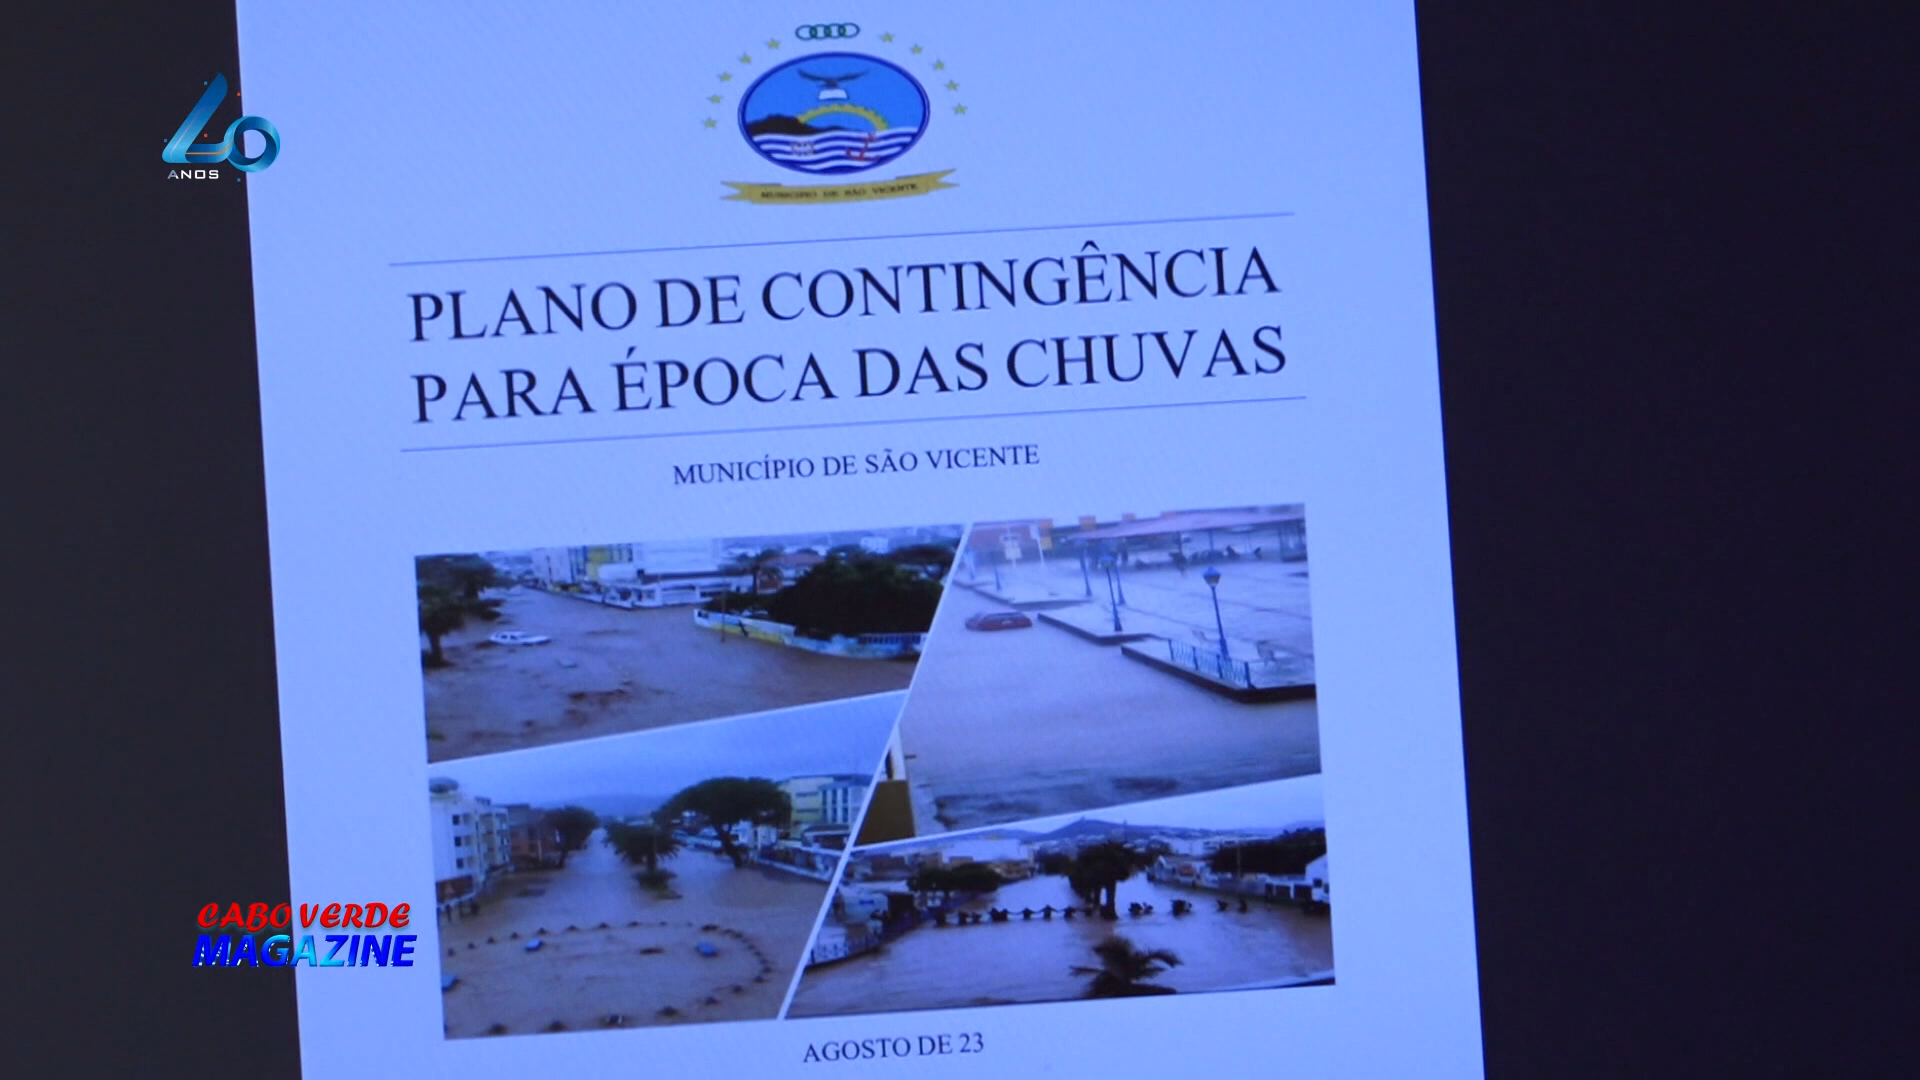 40
ANOS
MUNICÍPIO DE SÃO VICENTE
PLANO DE CONTINGÊNCIA
PARA ÉPOCA DAS CHUVAS
MUNICÍPIO DE SÃO VICENTE
CABO VERDE
MAGAZINE
AGOSTO DE 23